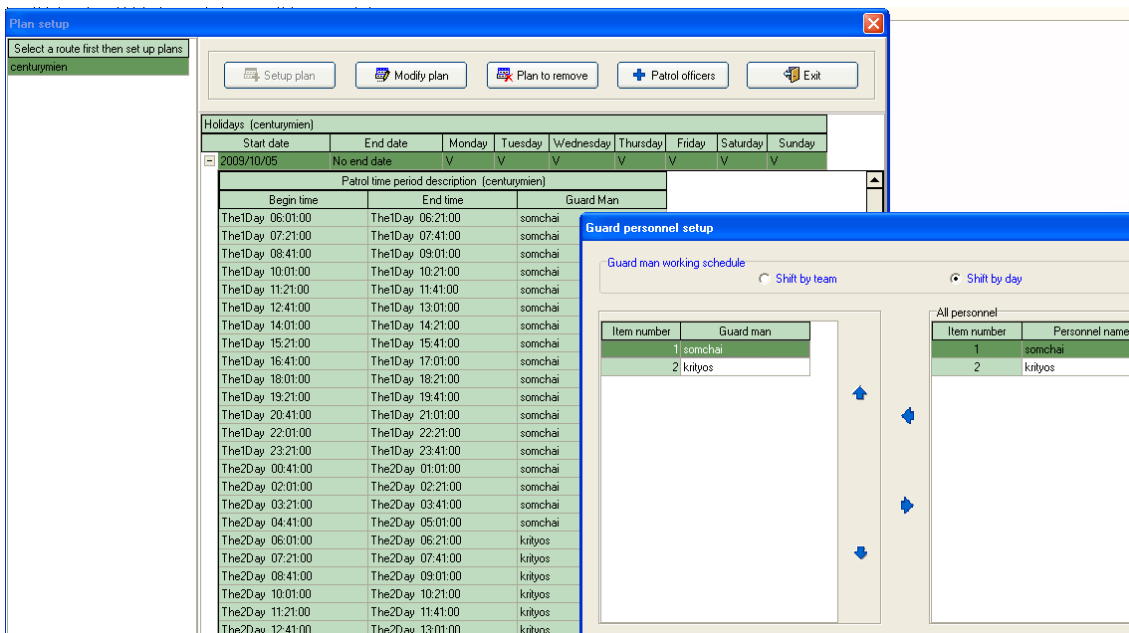 Plan setup
Select a route first then set up plans
centurymien
Setup plan Modify plan Plan to remove Patrol officers Exit
Holidays (centurymien)
Start date End date Monday Tuesday Wednesday Thursday Friday Saturday Sunday
2009/10/05 No end date V V V V V V V
Patrol time period description (centurymien)
Begin time End time Guard Man
The1Day 06:01:00 The1Day 06:21:00 somchai
The1Day 07:21:00 The1Day 07:41:00 somchai
The1Day 08:41:00 The1Day 09:01:00 somchai
The1Day 10:01:00 The1Day 10:21:00 somchai
The1Day 11:21:00 The1Day 11:41:00 somchai
The1Day 12:41:00 The1Day 13:01:00 somchai
The1Day 14:01:00 The1Day 14:21:00 somchai
The1Day 15:21:00 The1Day 15:41:00 somchai
The1Day 16:41:00 The1Day 17:01:00 somchai
The1Day 18:01:00 The1Day 18:21:00 somchai
The1Day 19:21:00 The1Day 19:41:00 somchai
The1Day 20:41:00 The1Day 21:01:00 somchai
The1Day 22:01:00 The1Day 22:21:00 somchai
The1Day 23:21:00 The1Day 23:41:00 somchai
The2Day 00:41:00 The2Day 01:01:00 somchai
The2Day 02:01:00 The2Day 02:21:00 somchai
The2Day 03:21:00 The2Day 03:41:00 somchai
The2Day 04:41:00 The2Day 05:01:00 somchai
The2Day 06:01:00 The2Day 06:21:00 krityos
The2Day 07:21:00 The2Day 07:41:00 krityos
The2Day 08:41:00 The2Day 09:01:00 krityos
The2Day 10:01:00 The2Day 10:21:00 krityos
The2Day 11:21:00 The2Day 11:41:00 krityos
The2Day 12:41:00 The2Day 13:01:00 krityos
Guard personnel setup
Guard man working schedule
Shift by team Shift by day
Item number Guard man
1 somchai
2 krityos
All personnel
Item number Personnel name
1 somchai
2 krityos